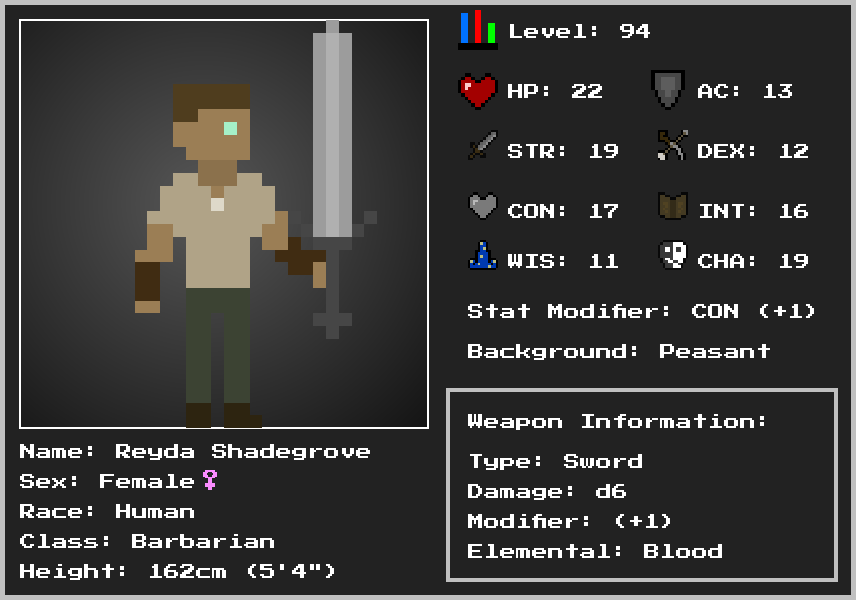 Level: 94
HP: 22 AC: 13
STR: 19 DEX: 12
CON: 17 INT: 16
WIS: 11 CHA: 19
Stat Modifier: CON (+1)
Background: Peasant
Weapon Information:
Type: Sword
Damage: d6
Modifier: (+1)
Elemental: Blood
Name: Reyda Shadegrove
Sex: Female♀
Race: Human
Class: Barbarian
Height: 162cm (5'4")